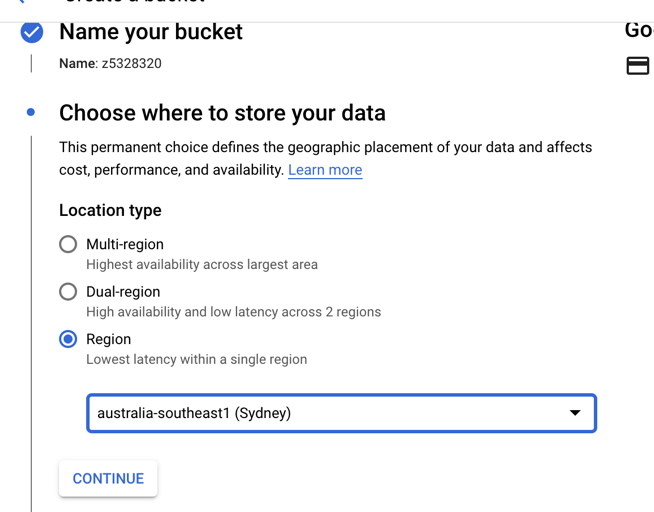 Create a bucket
Name your bucket
Name: z5328320
Go
Choose where to store your data
This permanent choice defines the geographic placement of your data and affects
cost, performance, and availability. Learn more
Location type
Multi-region
Highest availability across largest area
Dual-region
High availability and low latency across 2 regions
Region
Lowest latency within a single region
australia-southeast1 (Sydney)
CONTINUE